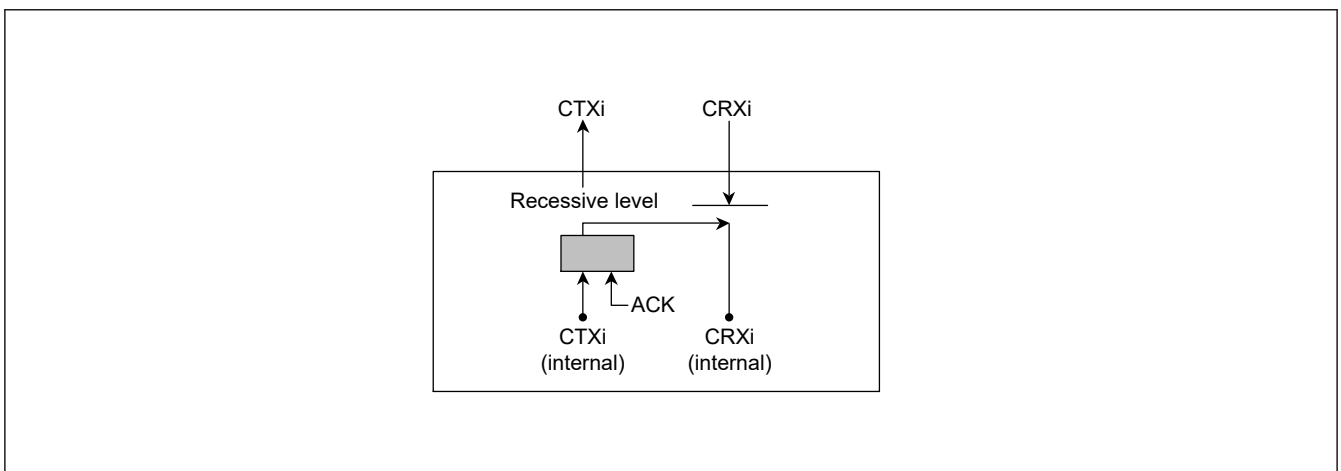 CTXi
CRXi
Recessive level
ACK
CTXi
(internal)
CRXi
(internal)